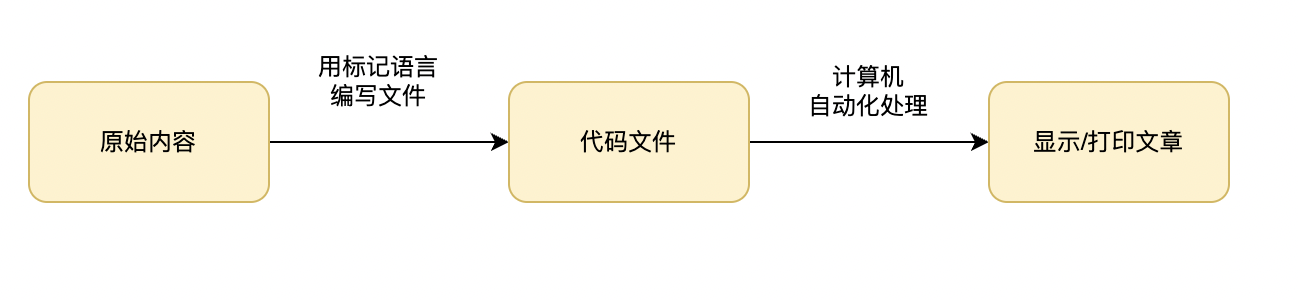 原始内容
用标记语言
编写文件
代码文件
计算机
自动化处理
显示/打印文章